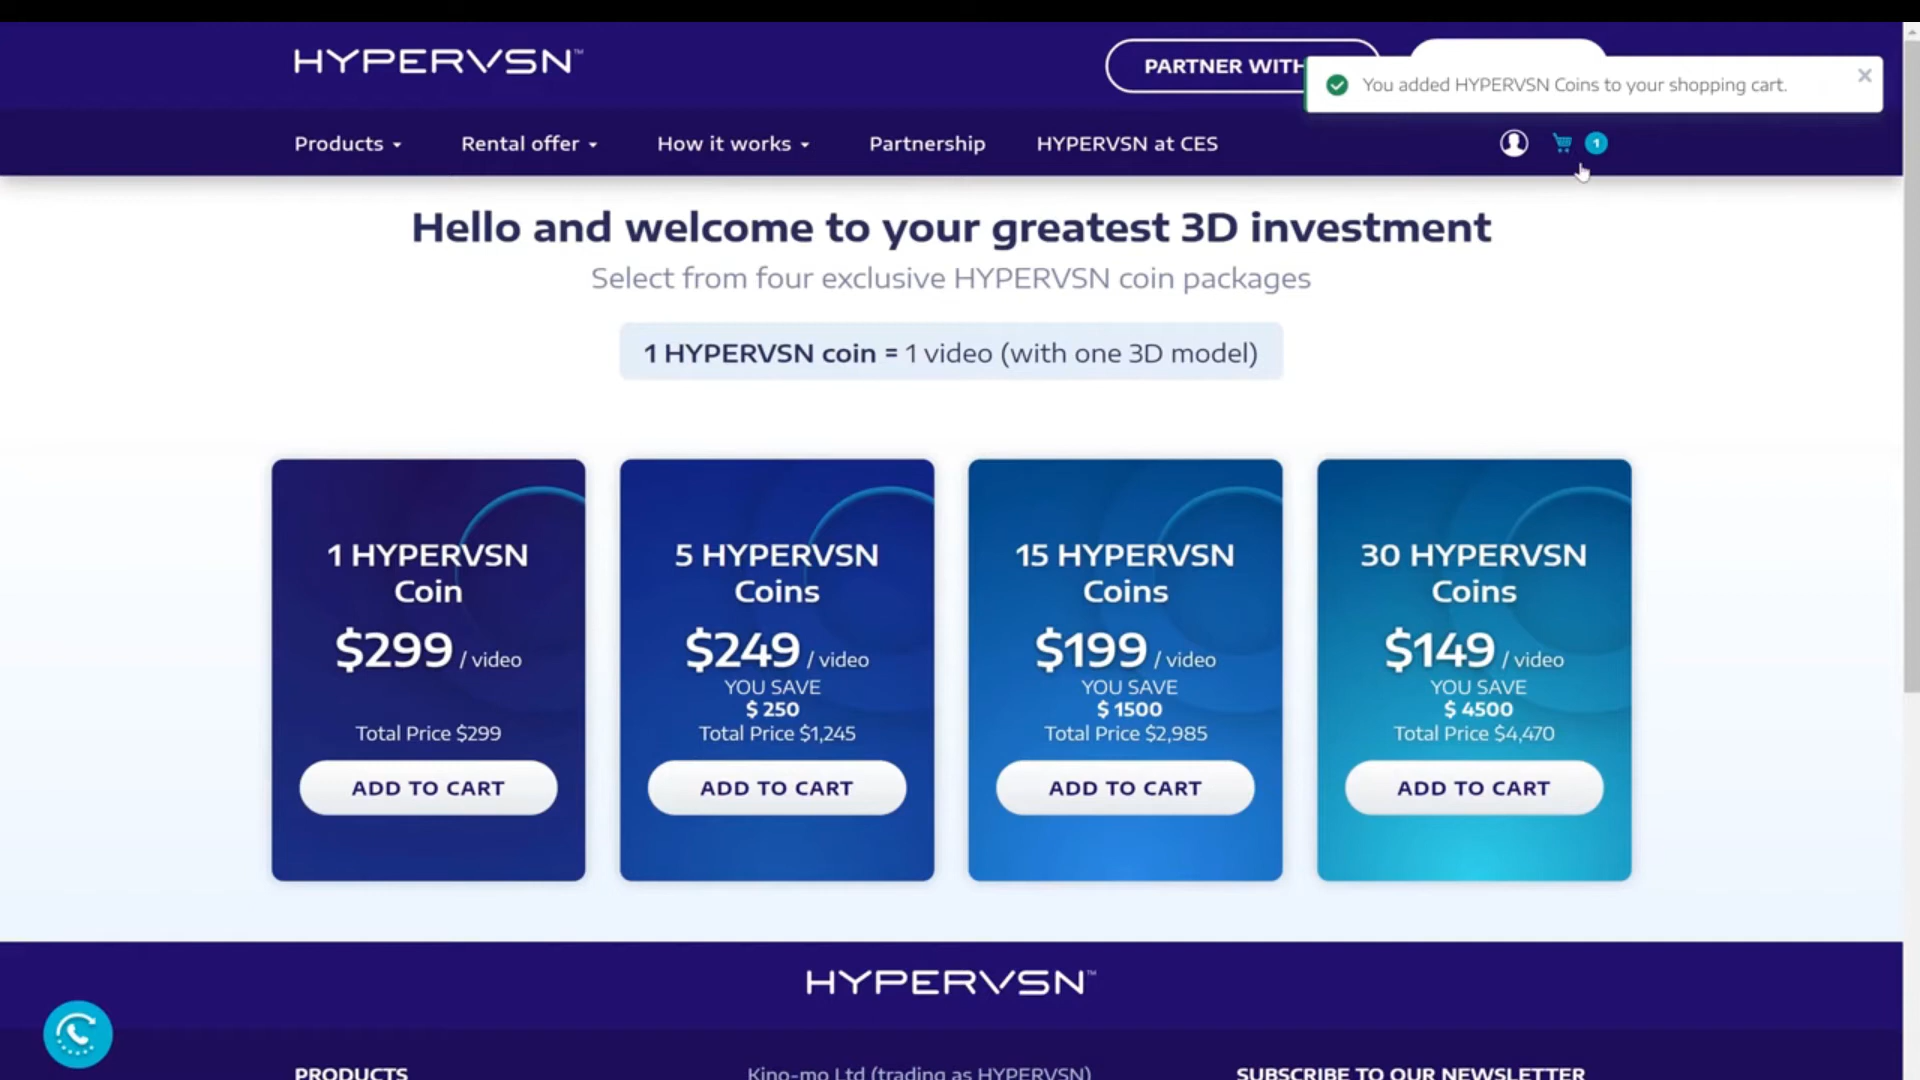 HYPERVSN™
PARTNER WITH
You added HYPERVSN Coins to your shopping cart.
Products
Rental offer
How it works
Partnership
HYPERVSN at CES
1
Hello and welcome to your greatest 3D investment
Select from four exclusive HYPERVSN coin packages
1 HYPERVSN coin = 1 video (with one 3D model)
1 HYPERVSN
Coin
$299 / video
Total Price $299
ADD TO CART
5 HYPERVSN
Coins
$249 / video
YOU SAVE
$ 250
Total Price $1,245
ADD TO CART
15 HYPERVSN
Coins
$199 / video
YOU SAVE
$ 1500
Total Price $2,985
ADD TO CART
30 HYPERVSN
Coins
$149 / video
YOU SAVE
$ 4500
Total Price $4,470
ADD TO CART
HYPERVSN™
PRODUCTS
Kino-mo Ltd (trading as HYPERVSN)
SUBSCRIBE TO OUR NEWSLETTER